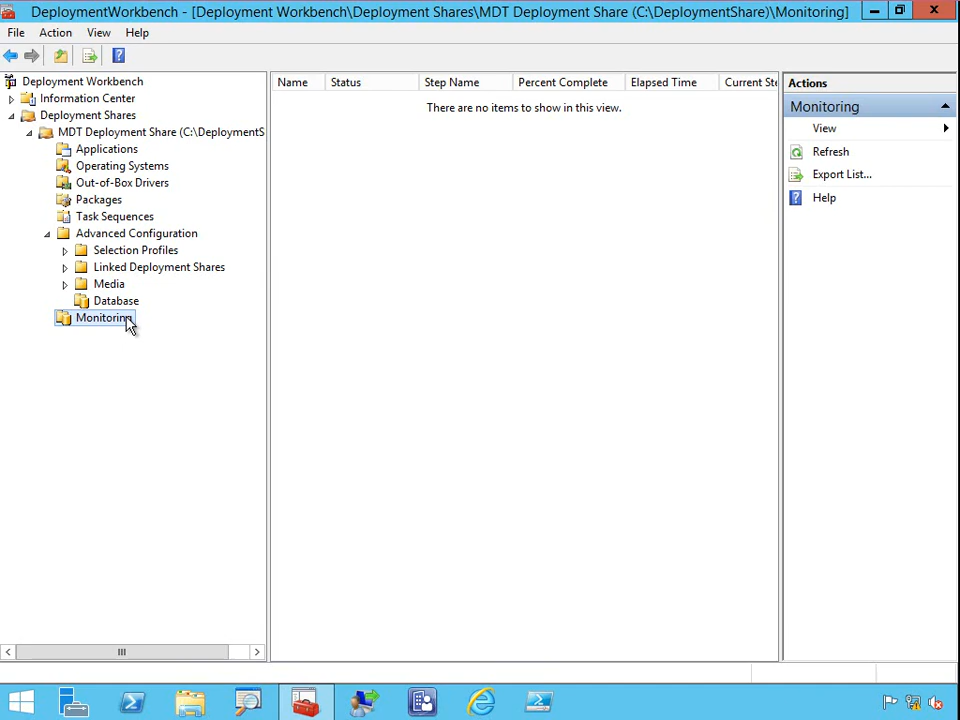 DeploymentWorkbench - [Deployment Workbench\Deployment Shares\MDT Deployment Share (C:\DeploymentShare)\Monitoring]
File Action View Help
Deployment Workbench
Information Center
Deployment Shares
MDT Deployment Share (C:\DeploymentS
Applications
Operating Systems
Out-of-Box Drivers
Packages
Task Sequences
Advanced Configuration
Selection Profiles
Linked Deployment Shares
Media
Database
Monitoring
Name Status Step Name Percent Complete Elapsed Time Current Ste
There are no items to show in this view.
Actions
Monitoring
View
Refresh
Export List...
Help